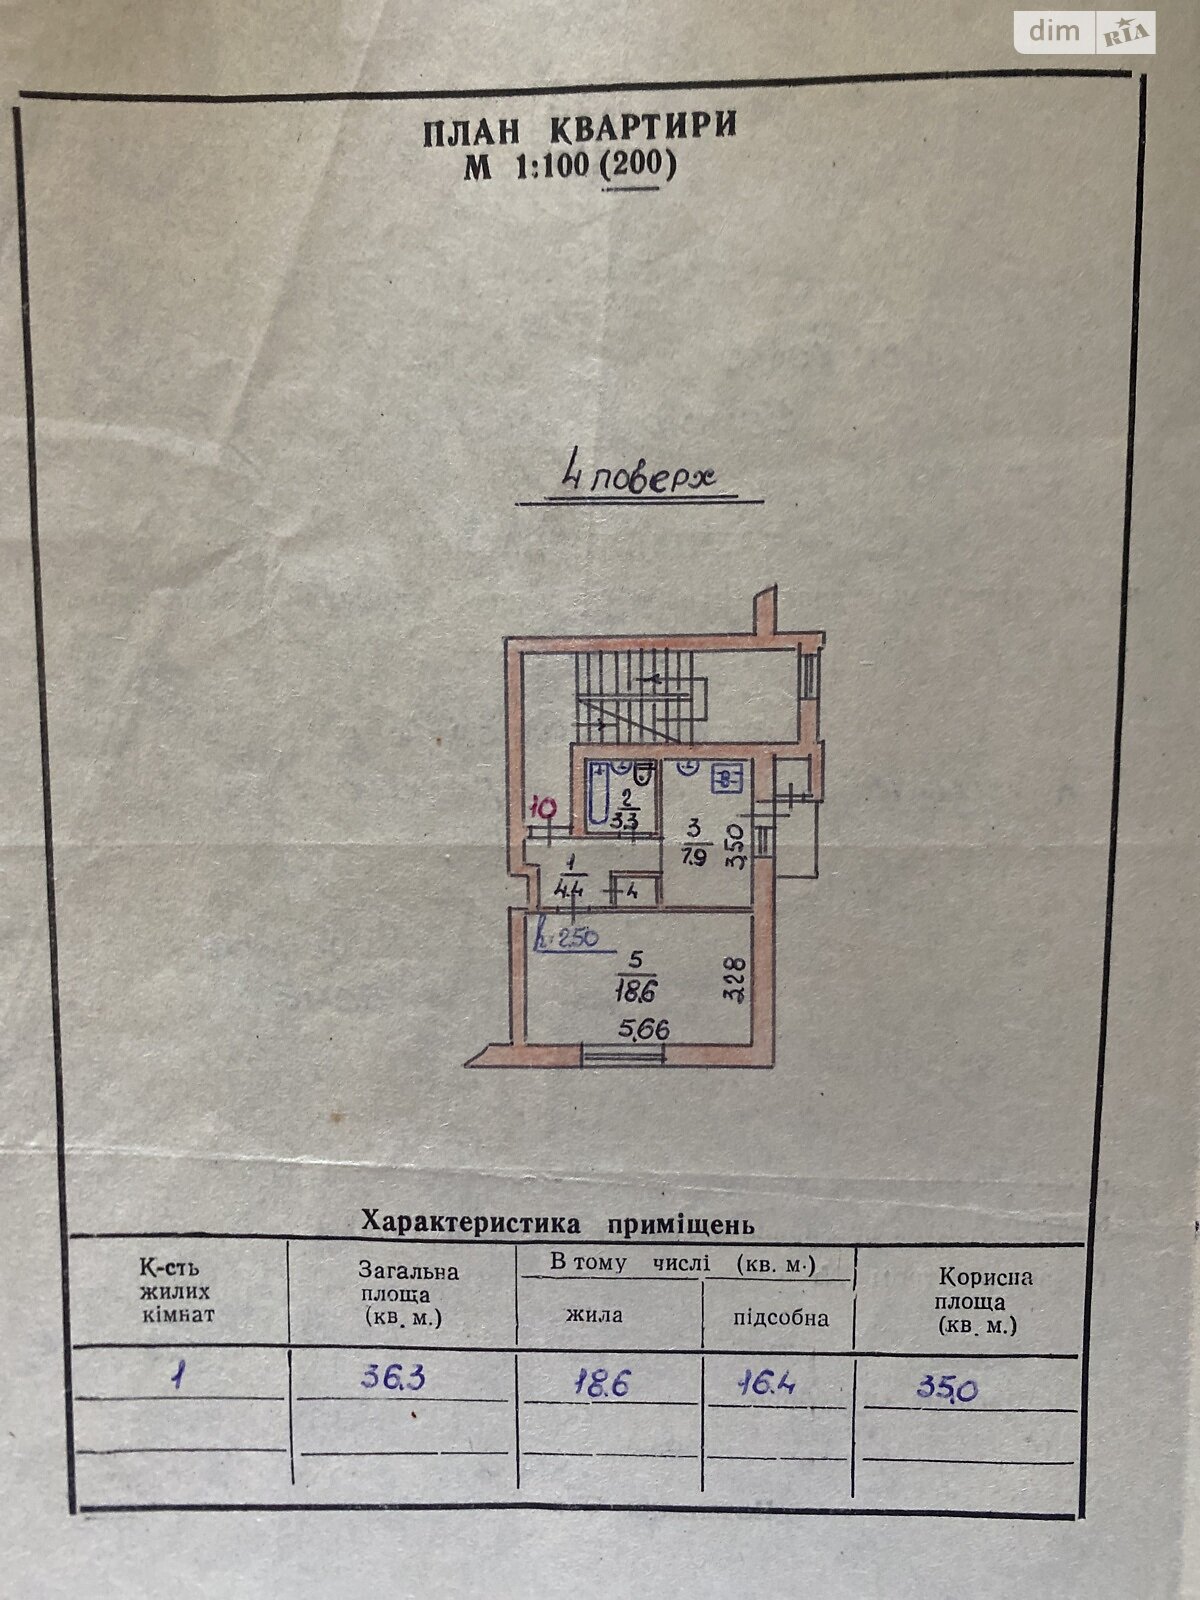 dim RIA
ПЛАН КВАРТИРИ
М 1:100 (200)
4 поверх
10
2
3.3
3
7.9
3,50
1
4.4
4
h=2.50
5
18.6
3,28
5,66
Характеристика приміщень
К-сть жилих кімнат
Загальна площа (кв. м.)
В тому числі (кв. м.)
жила
підсобна
Корисна площа (кв. м.)
1 36.3 18.6 16.4 35,0